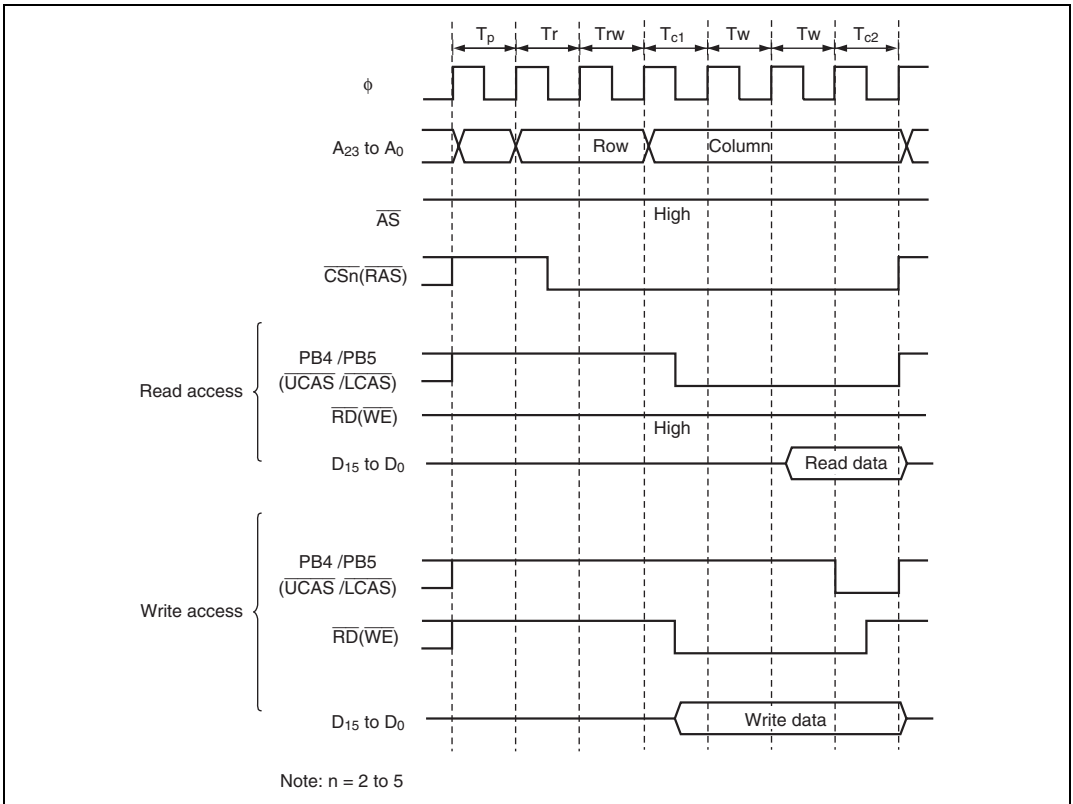 Tp Tr Trw Tc1 Tw Tw Tc2
φ
A23 to A0 Row Column
AS High
CSn(RAS)
Read access
PB4 /PB5
(UCAS /LCAS)
RD(WE) High
D15 to D0 Read data
Write access
PB4 /PB5
(UCAS /LCAS)
RD(WE)
D15 to D0 Write data
Note: n = 2 to 5